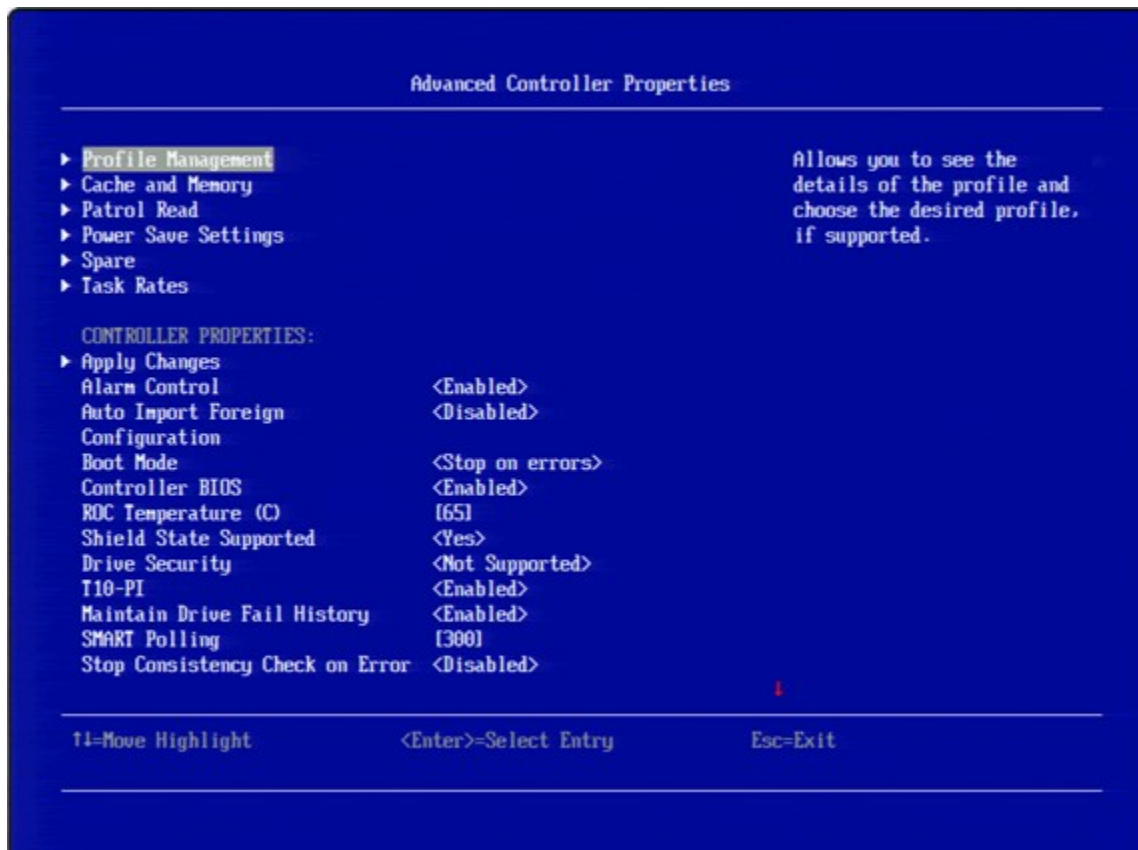 Advanced Controller Properties
▶ Profile Management
▶ Cache and Memory
▶ Patrol Read
▶ Power Save Settings
▶ Spare
▶ Task Rates
Allows you to see the
details of the profile and
choose the desired profile,
if supported.
CONTROLLER PROPERTIES:
▶ Apply Changes
Alarm Control <Enabled>
Auto Import Foreign <Disabled>
Configuration
Boot Mode <Stop on errors>
Controller BIOS <Enabled>
ROC Temperature (C) [65]
Shield State Supported <Yes>
Drive Security <Not Supported>
T10-PI <Enabled>
Maintain Drive Fail History <Enabled>
SMART Polling [300]
Stop Consistency Check on Error <Disabled>
↓
↑↓=Move Highlight <Enter>=Select Entry Esc=Exit